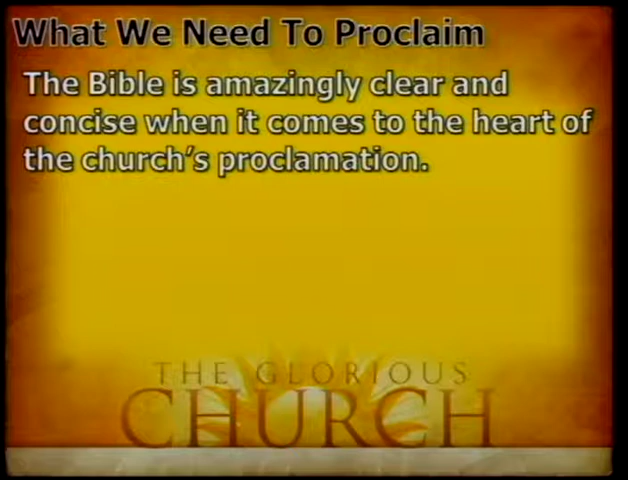 What We Need To Proclaim
The Bible is amazingly clear and
concise when it comes to the heart of
the church's proclamation.
THE GLORIOUS
CHURCH